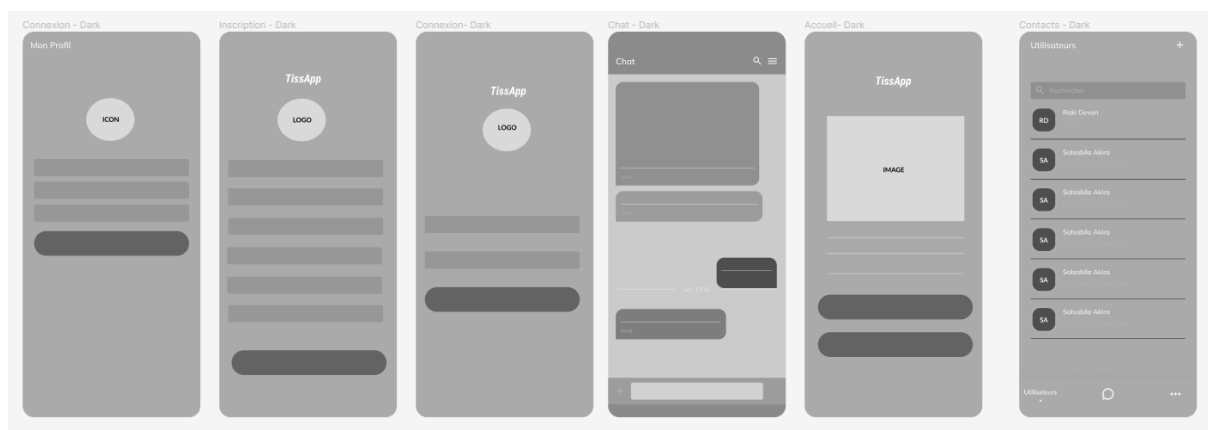 Connexion - Dark
Mon Profil
ICON
Inscription - Dark
TissApp
LOGO
Connexion- Dark
TissApp
LOGO
Chat - Dark
Chat
Accueil- Dark
TissApp
IMAGE
Contacts - Dark
Utilisateurs
+
Rechercher
RD
Raki Devon
SA
Salsabila Akira
SA
Salsabila Akira
SA
Salsabila Akira
SA
Salsabila Akira
SA
Salsabila Akira
Utilisateurs